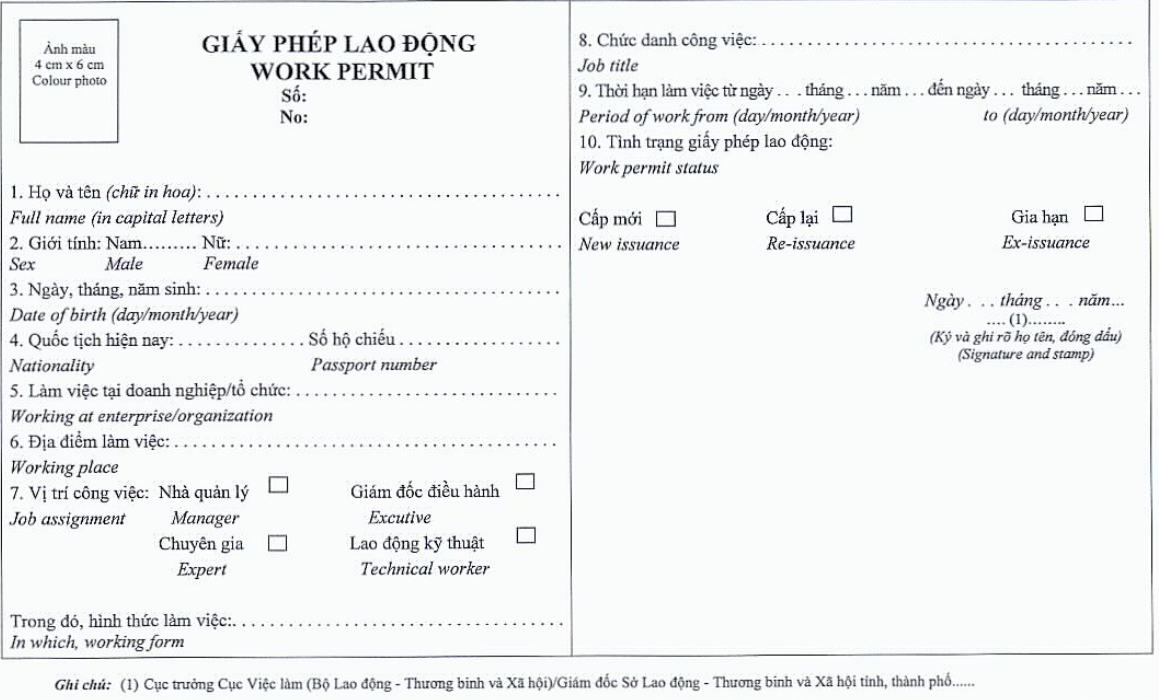 Ảnh màu
4 cm x 6 cm
Colour photo
GIẤY PHÉP LAO ĐỘNG
WORK PERMIT
Số:
No:
1. Họ và tên (chữ in hoa): . . . . . . . . . . . . . . . . . . . . . . . . . . . . . . . . . . . . . . .
Full name (in capital letters)
2. Giới tính: Nam......... Nữ: . . . . . . . . . . . . . . . . . . . . . . . . . . . . . . . . . . .
Sex Male Female
3. Ngày, tháng, năm sinh: . . . . . . . . . . . . . . . . . . . . . . . . . . . . . . . . . . . . . . .
Date of birth (day/month/year)
4. Quốc tịch hiện nay: . . . . . . . . . . . . . . Số hộ chiếu . . . . . . . . . . . . . . . . . .
Nationality Passport number
5. Làm việc tại doanh nghiệp/tổ chức: . . . . . . . . . . . . . . . . . . . . . . . . . . . . .
Working at enterprise/organization
6. Địa điểm làm việc: . . . . . . . . . . . . . . . . . . . . . . . . . . . . . . . . . . . . . . . . . .
Working place
7. Vị trí công việc: Nhà quản lý ☐ Giám đốc điều hành ☐
Job assignment Manager Excutive
Chuyên gia ☐ Lao động kỹ thuật ☐
Expert Technical worker
Trong đó, hình thức làm việc:. . . . . . . . . . . . . . . . . . . . . . . . . . . . . . . . . . . .
In which, working form
8. Chức danh công việc: . . . . . . . . . . . . . . . . . . . . . . . . . . . . . . . . . . . . . . . .
Job title
9. Thời hạn làm việc từ ngày . . . tháng . . . năm . . . đến ngày . . . tháng . . . năm . . .
Period of work from (day/month/year) to (day/month/year)
10. Tình trạng giấy phép lao động:
Work permit status
Cấp mới ☐ Cấp lại ☐ Gia hạn ☐
New issuance Re-issuance Ex-issuance
Ngày . . . tháng . . . năm...
.... (1)........
(Ký và ghi rõ họ tên, đóng dấu)
(Signature and stamp)
Ghi chú: (1) Cục trưởng Cục Việc làm (Bộ Lao động - Thương binh và Xã hội)/Giám đốc Sở Lao động - Thương binh và Xã hội tỉnh, thành phố......